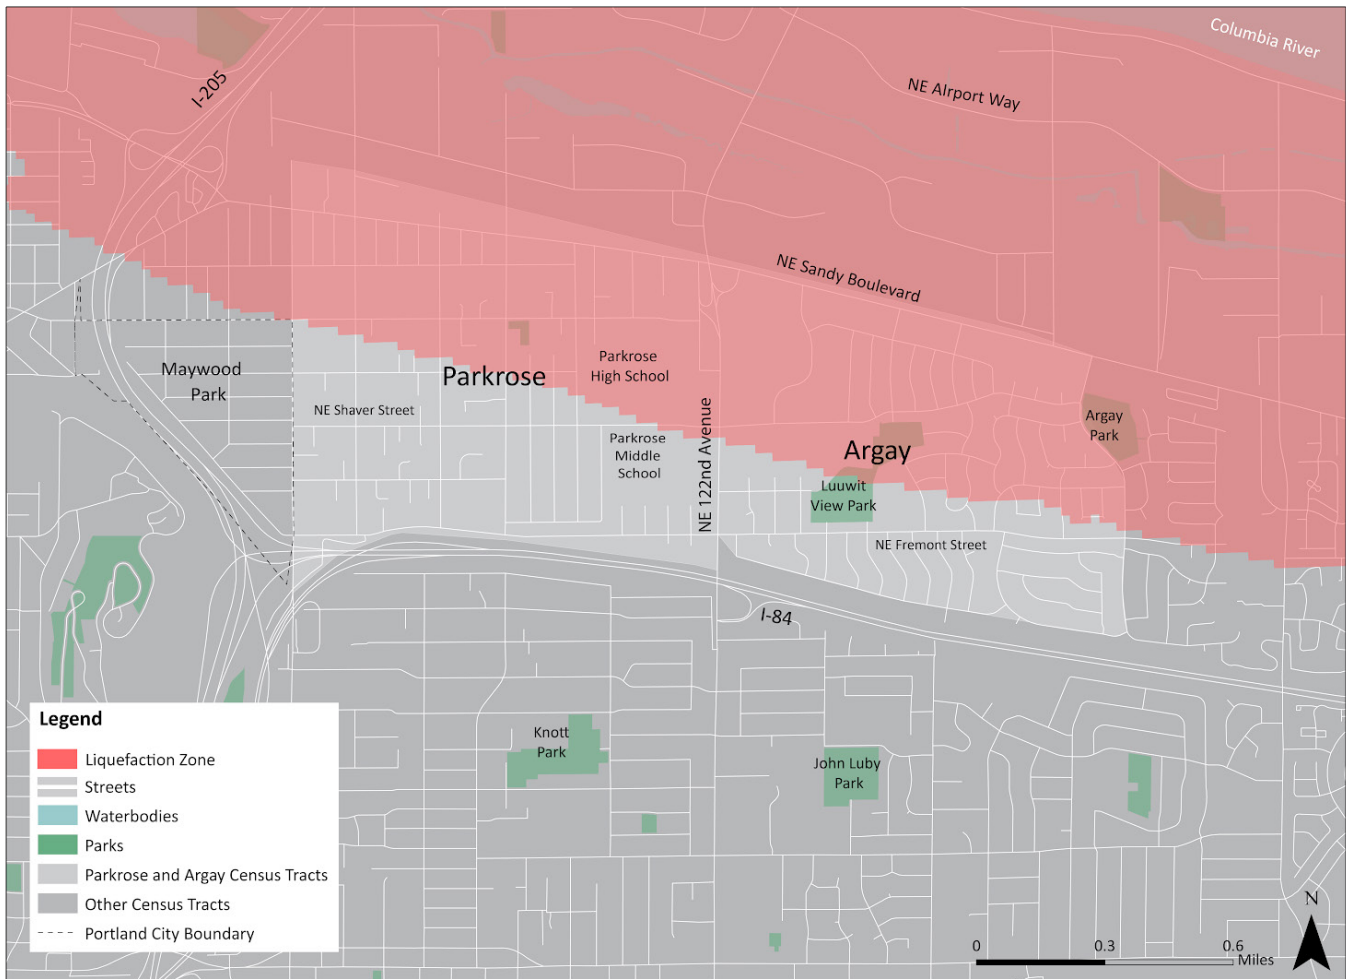 Columbia River
I-205
NE Airport Way
NE Sandy Boulevard
Maywood
Park
Parkrose
Parkrose
High School
NE Shaver Street
Parkrose
Middle
School
NE 122nd Avenue
Argay
Argay
Park
Luuwit
View Park
NE Fremont Street
I-84
Knott
Park
John Luby
Park
Legend
Liquefaction Zone
Streets
Waterbodies
Parks
Parkrose and Argay Census Tracts
Other Census Tracts
Portland City Boundary
N
0 0.3 0.6
Miles